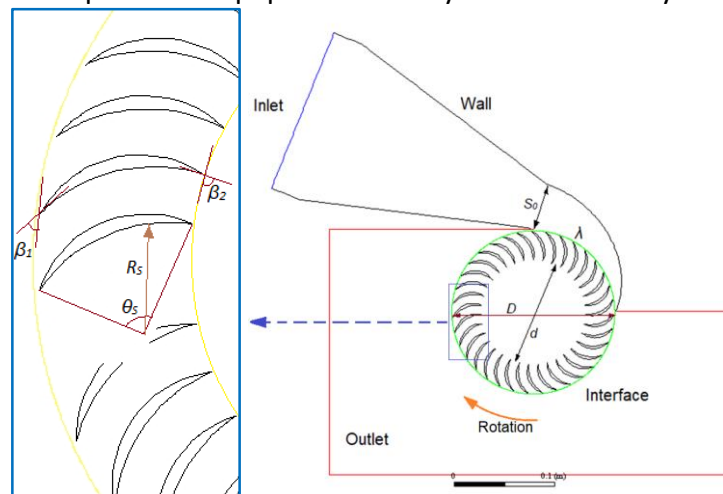 β1
β2
RS
θS
Inlet
Wall
S0
λ
D
d
Interface
Rotation
Outlet
0
0.1 (m)